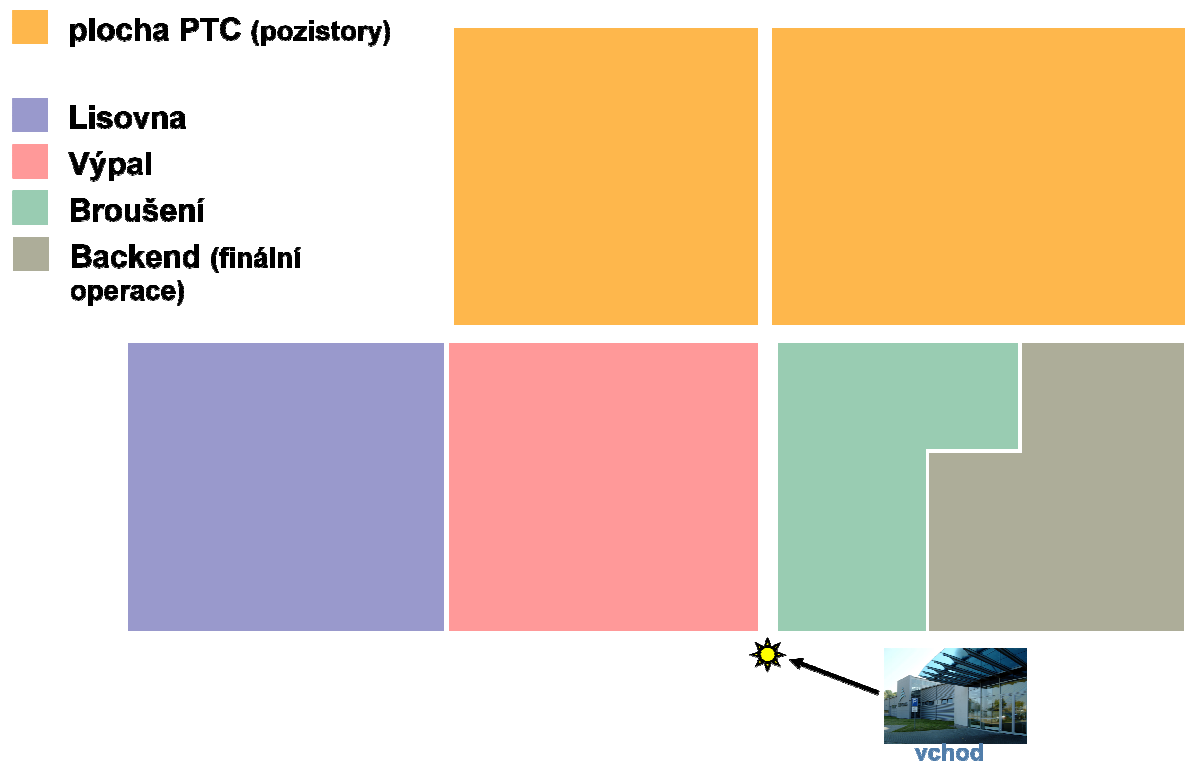 plocha PTC (pozistory)
Lisovna
Výpal
Broušení
Backend (finální
operace)
vchod